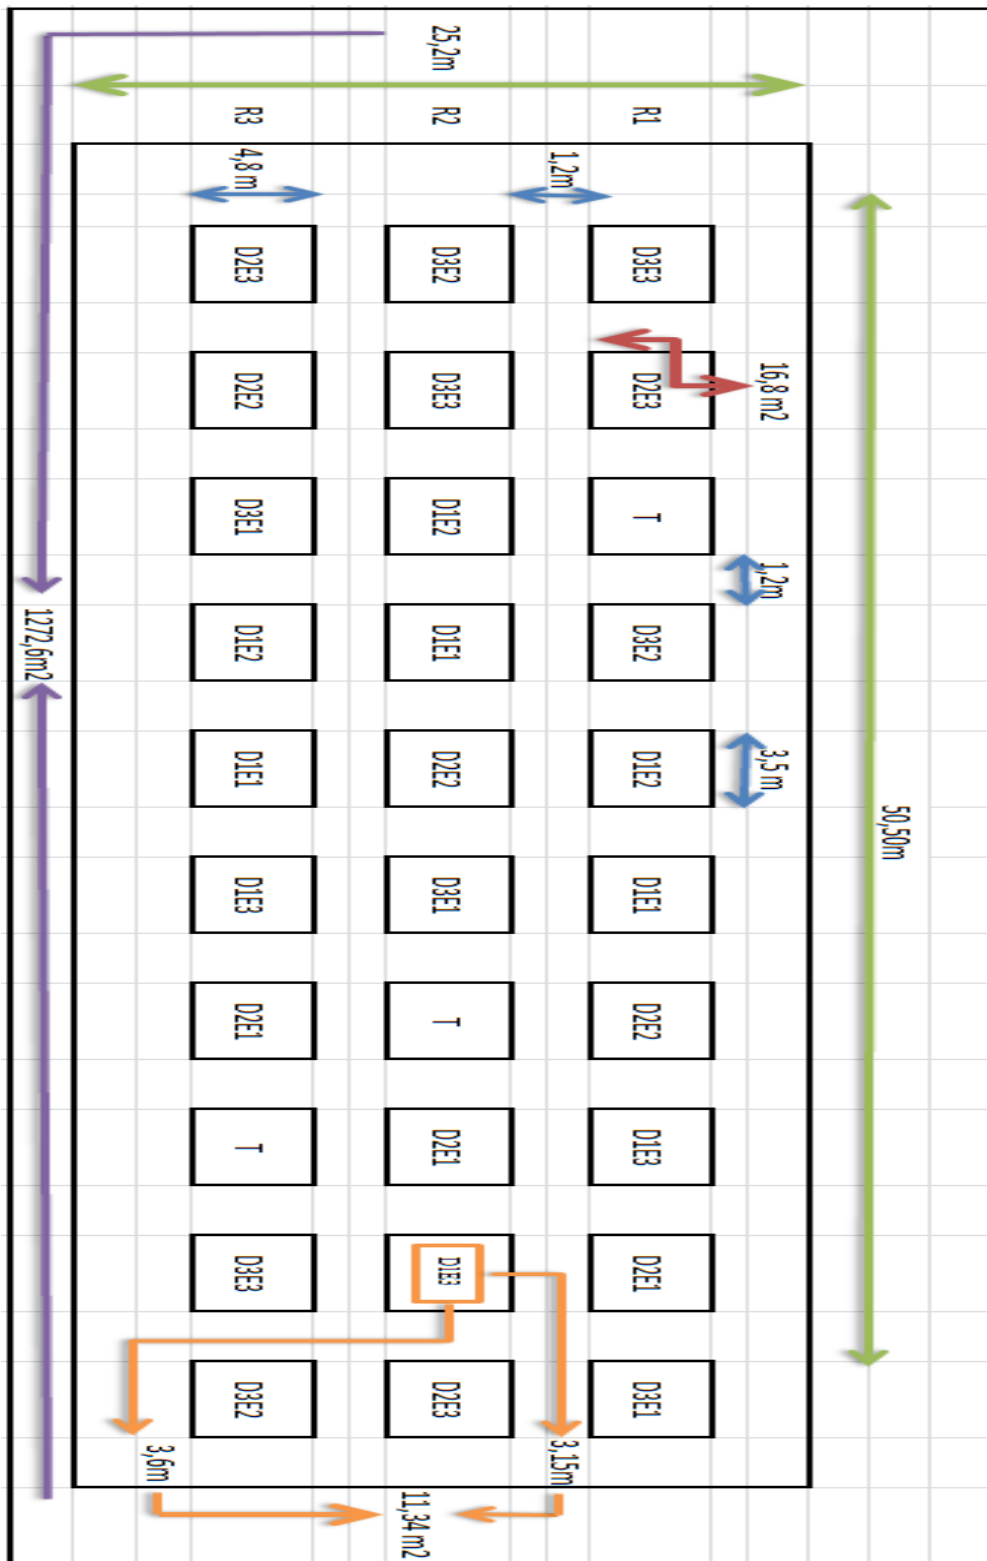 50,50m
16,8 m2
1,2m
3,5 m
R1
D3E3
D2E3
T
D3E2
D1E2
D1E1
D2E2
D1E3
D2E1
D3E1
1,2m
3,15m
25,2m
R2
D3E2
D3E3
D1E2
D1E1
D2E2
D3E1
T
D2E1
D1E3
D2E3
11,34 m2
R3
4,8 m
D2E3
D2E2
D3E1
D1E2
D1E1
D1E3
D2E1
T
D3E3
D3E2
3,6m
1272,6m2